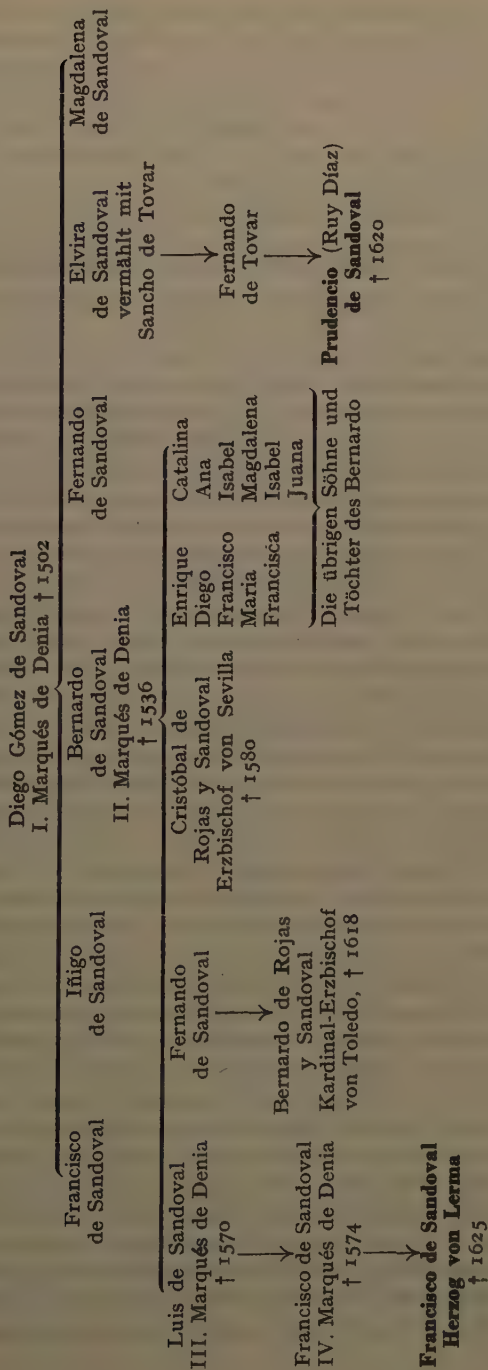 Diego Gómez de Sandoval
I. Marqués de Denia † 1502
Francisco
de Sandoval
Iñigo
de Sandoval
Bernardo
de Sandoval
II. Marqués de Denia
† 1536
Fernando
de Sandoval
Elvira
de Sandoval
vermählt mit
Sancho de Tovar
Magdalena
de Sandoval
Luis de Sandoval
III. Marqués de Denia
† 1570
Fernando
de Sandoval
Cristóbal de
Rojas y Sandoval
Erzbischof von Sevilla
† 1580
Enrique
Diego
Francisco
Maria
Francisca
Catalina
Ana
Isabel
Magdalena
Isabel
Juana
Die übrigen Söhne und
Töchter des Bernardo
Fernando
de Tovar
Francisco de Sandoval
IV. Marqués de Denia
† 1574
Bernardo de Rojas
y Sandoval
Kardinal-Erzbischof
von Toledo, † 1618
Prudencio (Ruy Díaz)
de Sandoval
† 1620
Francisco de Sandoval
Herzog von Lerma
† 1625